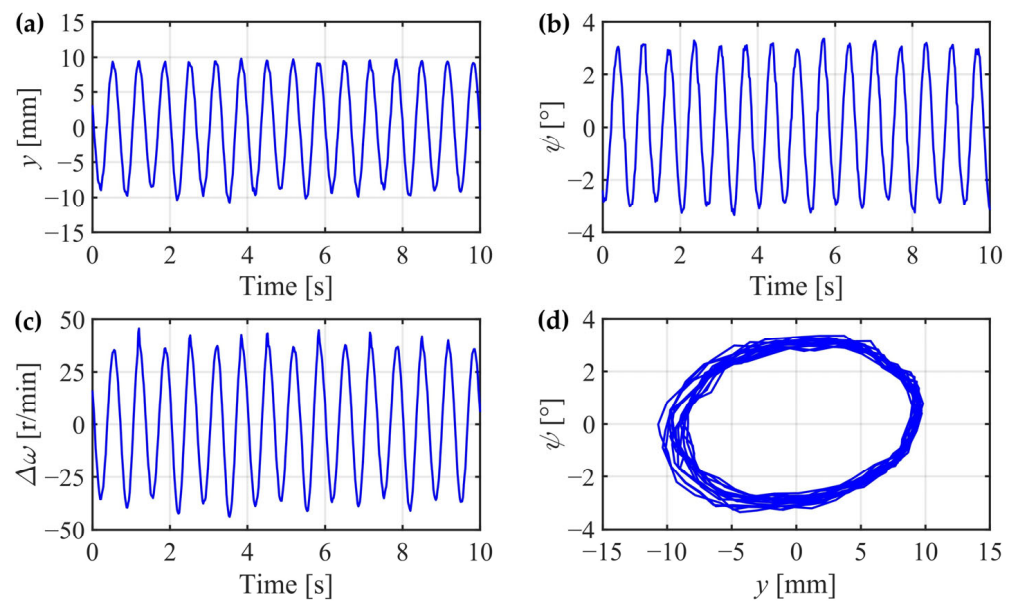 (a)
15
10
5
0
−5
−10
−15
y [mm]
0 2 4 6 8 10
Time [s]
(b)
4
2
0
−2
−4
ψ [°]
0 2 4 6 8 10
Time [s]
(c)
50
25
0
−25
−50
Δω [r/min]
0 2 4 6 8 10
Time [s]
(d)
4
2
0
−2
−4
ψ [°]
−15 −10 −5 0 5 10 15
y [mm]